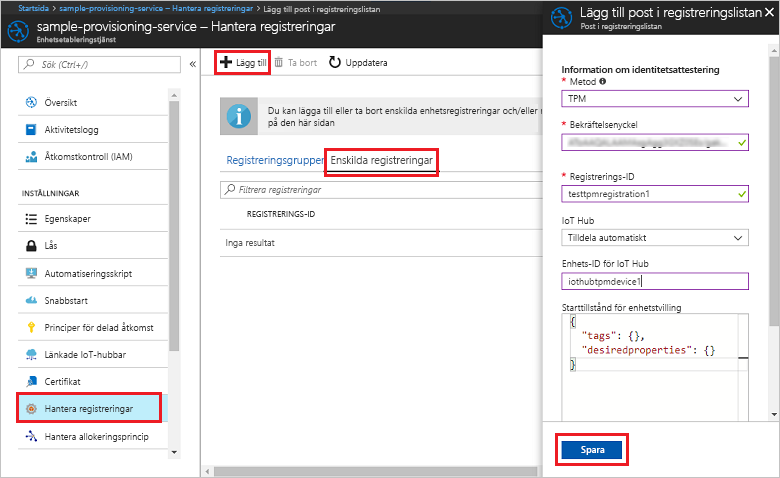 Startsida > sample-provisioning-service – Hantera registreringar > Lägg till post i registreringslistan
sample-provisioning-service – Hantera registreringar
Enhetsetableringstjänst
Sök (Ctrl+/)
Översikt
Aktivitetslogg
Åtkomstkontroll (IAM)
INSTÄLLNINGAR
Egenskaper
Lås
Automatiseringsskript
Snabbstart
Principer för delad åtkomst
Länkade IoT-hubbar
Certifikat
Hantera registreringar
Hantera allokeringsprincip
Lägg till
Ta bort
Uppdatera
Du kan lägga till eller ta bort enskilda enhetsregistreringar och/eller
på den här sidan
Registreringsgrupper
Enskilda registreringar
Filtrera registreringar
REGISTRERINGS-ID
Inga resultat
Lägg till post i registreringslistan
Post i registreringslistan
Information om identitetsattestering
* Metod
TPM
* Bekräftelsenyckel
* Registrerings-ID
testtpmregistration1
IoT Hub
Tilldela automatiskt
Enhets-ID för IoT Hub
iothubtpmdevice1
Starttillstånd för enhetstvilling
{
"tags": {},
"desiredproperties": {}
}
Spara